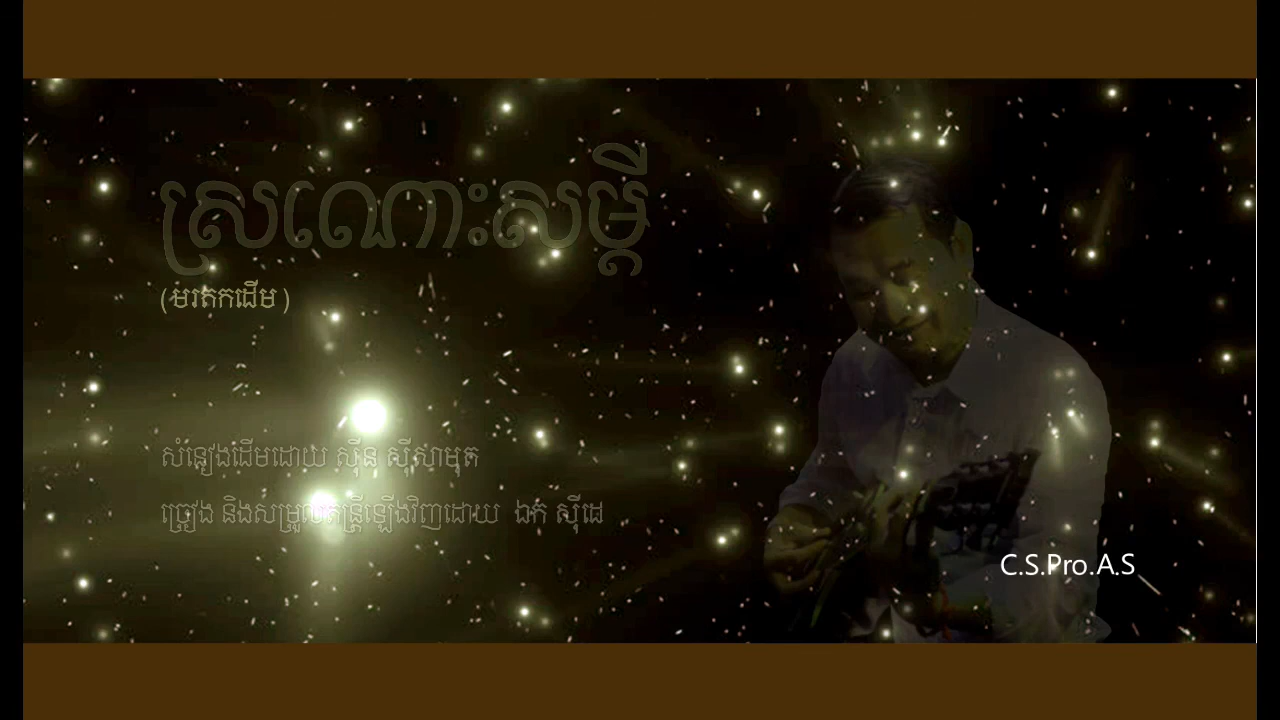 ស្រណោះសម្ដី
(មរតកដើម)
សំនៀងដើមដោយ ស៊ីន ស៊ីសាមុត
ច្រៀង និងសម្រួលតន្ត្រីឡើងវិញដោយ ឯក ស៊ីដេ
C.S.Pro.A.S